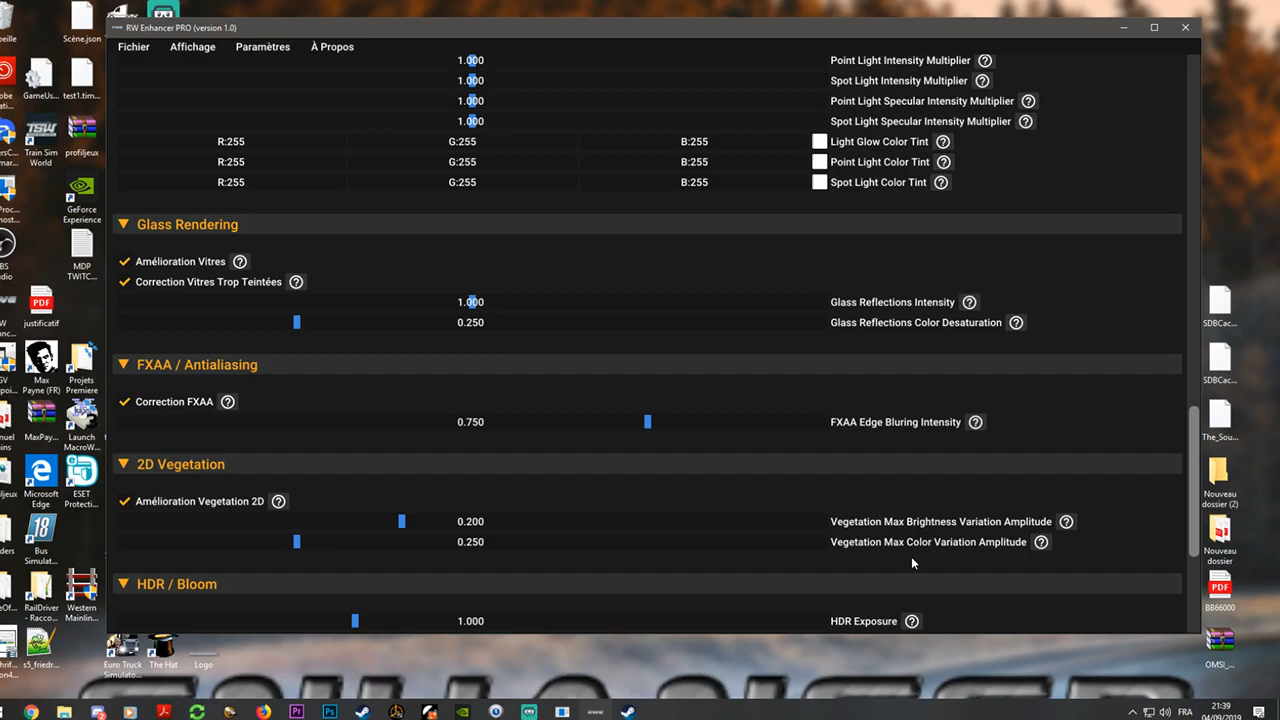 RW Enhancer PRO (version 1.0)
Fichier Affichage Paramètres À Propos
1.000 Point Light Intensity Multiplier ?
1.000 Spot Light Intensity Multiplier ?
1.000 Point Light Specular Intensity Multiplier ?
1.000 Spot Light Specular Intensity Multiplier ?
R:255 G:255 B:255 Light Glow Color Tint ?
R:255 G:255 B:255 Point Light Color Tint ?
R:255 G:255 B:255 Spot Light Color Tint ?
Glass Rendering
Amélioration Vitres ?
Correction Vitres Trop Teintées ?
1.000 Glass Reflections Intensity ?
0.250 Glass Reflections Color Desaturation ?
FXAA / Antialiasing
Correction FXAA ?
0.750 FXAA Edge Bluring Intensity ?
2D Vegetation
Amélioration Vegetation 2D ?
0.200 Vegetation Max Brightness Variation Amplitude ?
0.250 Vegetation Max Color Variation Amplitude ?
HDR / Bloom
1.000 HDR Exposure ?
Scène.json
GameUs...
test1.tim...
Train Sim
World
profiljeux
GeForce
Experience
MDP
TWITC...
PDF
justificatif
Max
Payne (FR)
Projets
Premiere
MaxPay...
Launch
MacroW...
Microsoft
Edge
ESET
Protecti...
18
Bus
Simulat...
RailDriver
- Racco...
Western
Mainlin...
s5_friedr...
Euro Truck
Simulato...
The Hat
Logo
SDBCac...
SDBCac...
The_Sou...
Nouveau
dossier (2)
Nouveau
dossier
PDF
BB66000
OMSI_...
FRA
21:39
04/09/2019